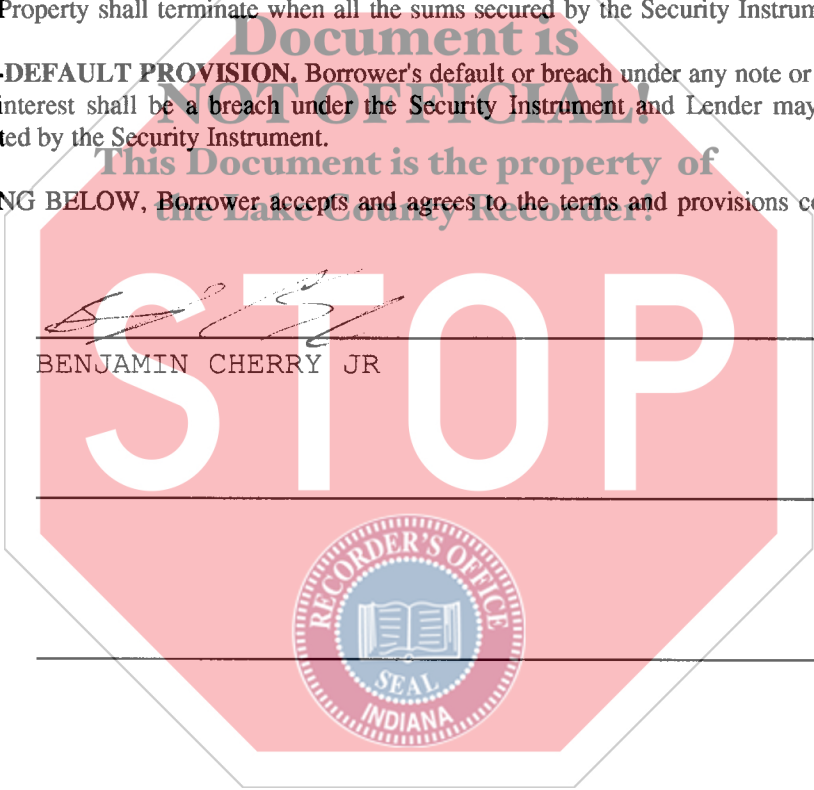 Property shall terminate when all the sums secured by the Security Instrum
Document is
-DEFAULT PROVISION. Borrower's default or breach under any note or
NOT OFFICIAL!
interest shall be a breach under the Security Instrument and Lender may
ted by the Security Instrument.
This Document is the property of
the Lake County Recorder!
NG BELOW, Borrower accepts and agrees to the terms and provisions c
STOP
BENJAMIN CHERRY JR
RECORDER'S OFFICE
SEAL
INDIANA